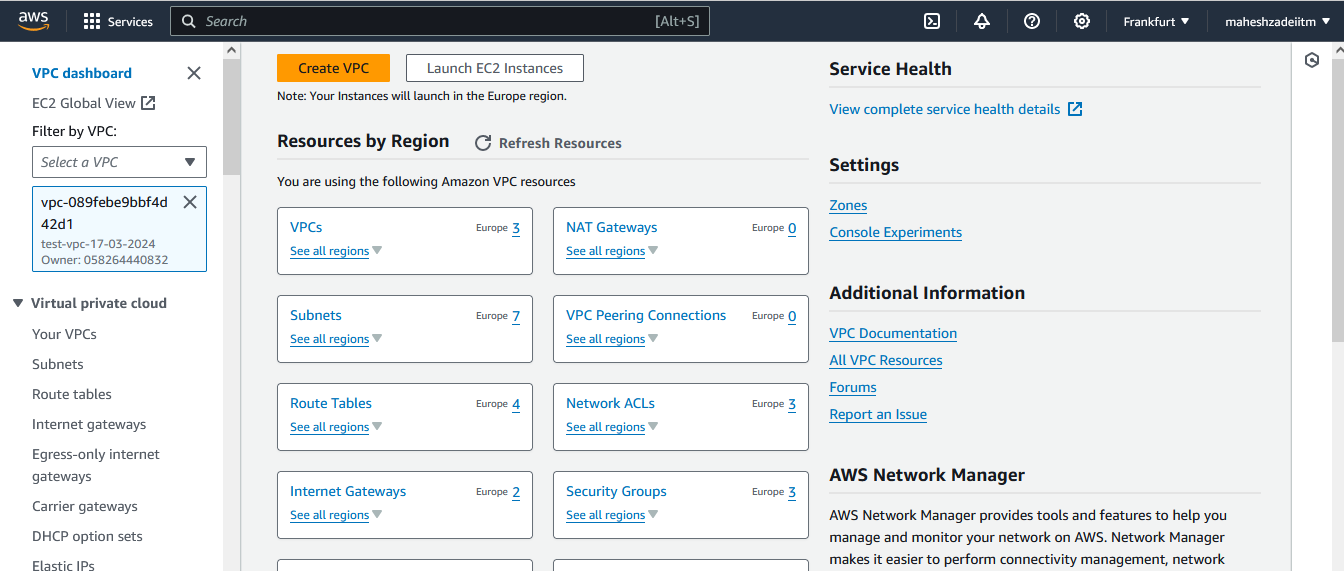 aws
Services
Search
[Alt+S]
Frankfurt
maheshzadeiitm
VPC dashboard
EC2 Global View
Filter by VPC:
Select a VPC
vpc-089febe9bbf4d
42d1
test-vpc-17-03-2024
Owner: 058264440832
Virtual private cloud
Your VPCs
Subnets
Route tables
Internet gateways
Egress-only internet
gateways
Carrier gateways
DHCP option sets
Elastic IPs
Create VPC
Launch EC2 Instances
Note: Your Instances will launch in the Europe region.
Resources by Region
Refresh Resources
You are using the following Amazon VPC resources
VPCs
Europe 3
See all regions
NAT Gateways
Europe 0
See all regions
Subnets
Europe 7
See all regions
VPC Peering Connections
Europe 0
See all regions
Route Tables
Europe 4
See all regions
Network ACLs
Europe 3
See all regions
Internet Gateways
Europe 2
See all regions
Security Groups
Europe 3
See all regions
Service Health
View complete service health details
Settings
Zones
Console Experiments
Additional Information
VPC Documentation
All VPC Resources
Forums
Report an Issue
AWS Network Manager
AWS Network Manager provides tools and features to help you
manage and monitor your network on AWS. Network Manager
makes it easier to perform connectivity management, network